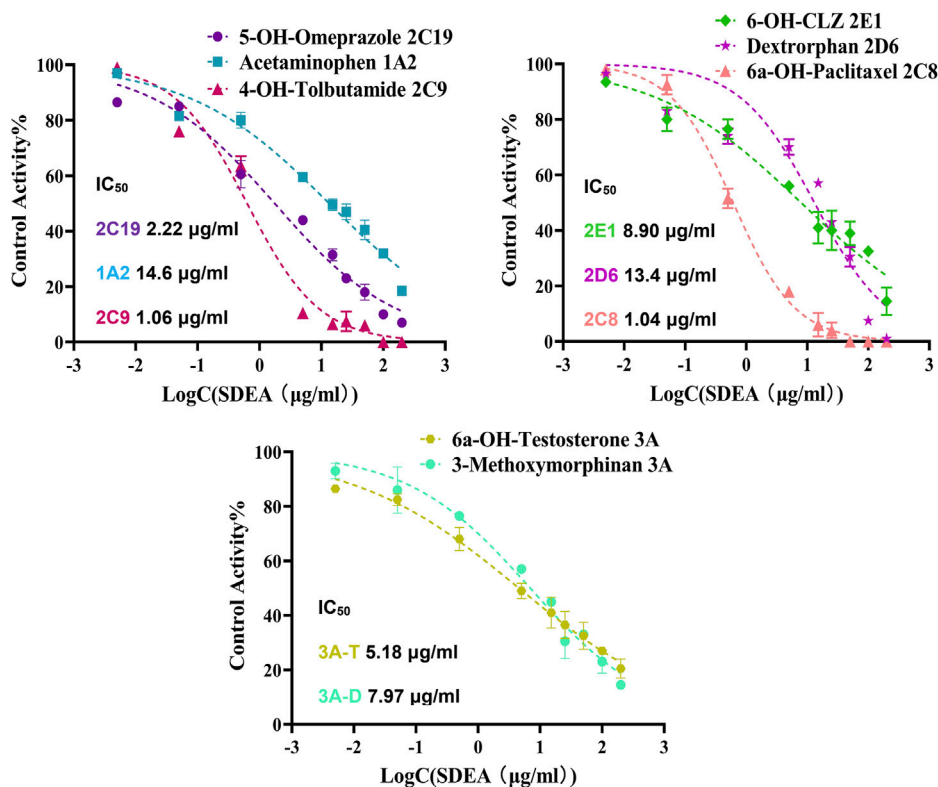 5-OH-Omeprazole 2C19
Acetaminophen 1A2
4-OH-Tolbutamide 2C9
Control Activity%
100
80
60
40
20
0
IC50
2C19 2.22 µg/ml
1A2 14.6 µg/ml
2C9 1.06 µg/ml
-3 -2 -1 0 1 2 3
LogC(SDEA（µg/ml））
6-OH-CLZ 2E1
Dextrorphan 2D6
6a-OH-Paclitaxel 2C8
Control Activity%
100
80
60
40
20
0
IC50
2E1 8.90 µg/ml
2D6 13.4 µg/ml
2C8 1.04 µg/ml
-3 -2 -1 0 1 2 3
LogC(SDEA（µg/ml））
6a-OH-Testosterone 3A
3-Methoxymorphinan 3A
Control Activity%
100
80
60
40
20
0
IC50
3A-T 5.18 µg/ml
3A-D 7.97 µg/ml
-3 -2 -1 0 1 2 3
LogC(SDEA（µg/ml））